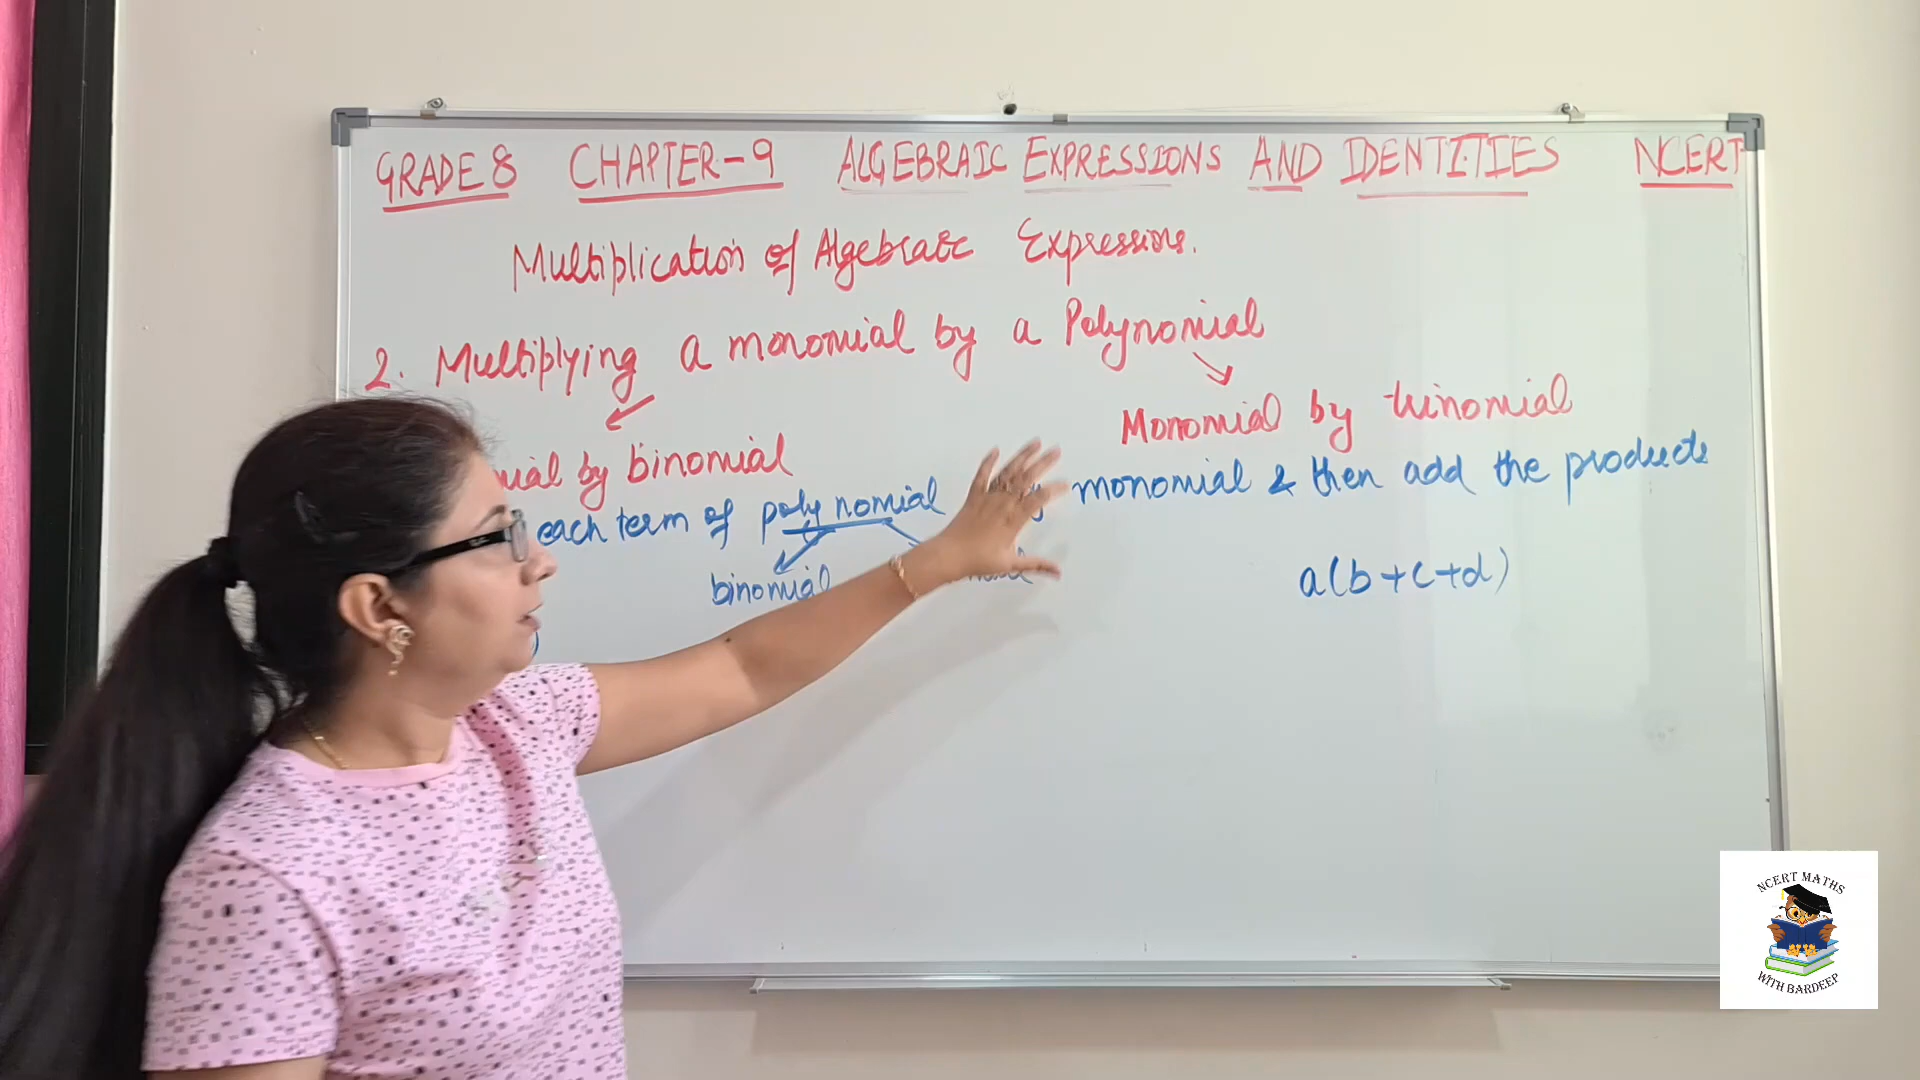 GRADE 8 CHAPTER-9 ALGEBRAIC EXPRESSIONS AND IDENTITIES NCERT
Multiplication of Algebraic Expressions.
2. Multiplying a monomial by a Polynomial
by binomial
Monomial by trinomial
each term of polynomial monomial & then add the products
binomial
a(b+c+d)
NCERT MATHS
WITH BARDEEP